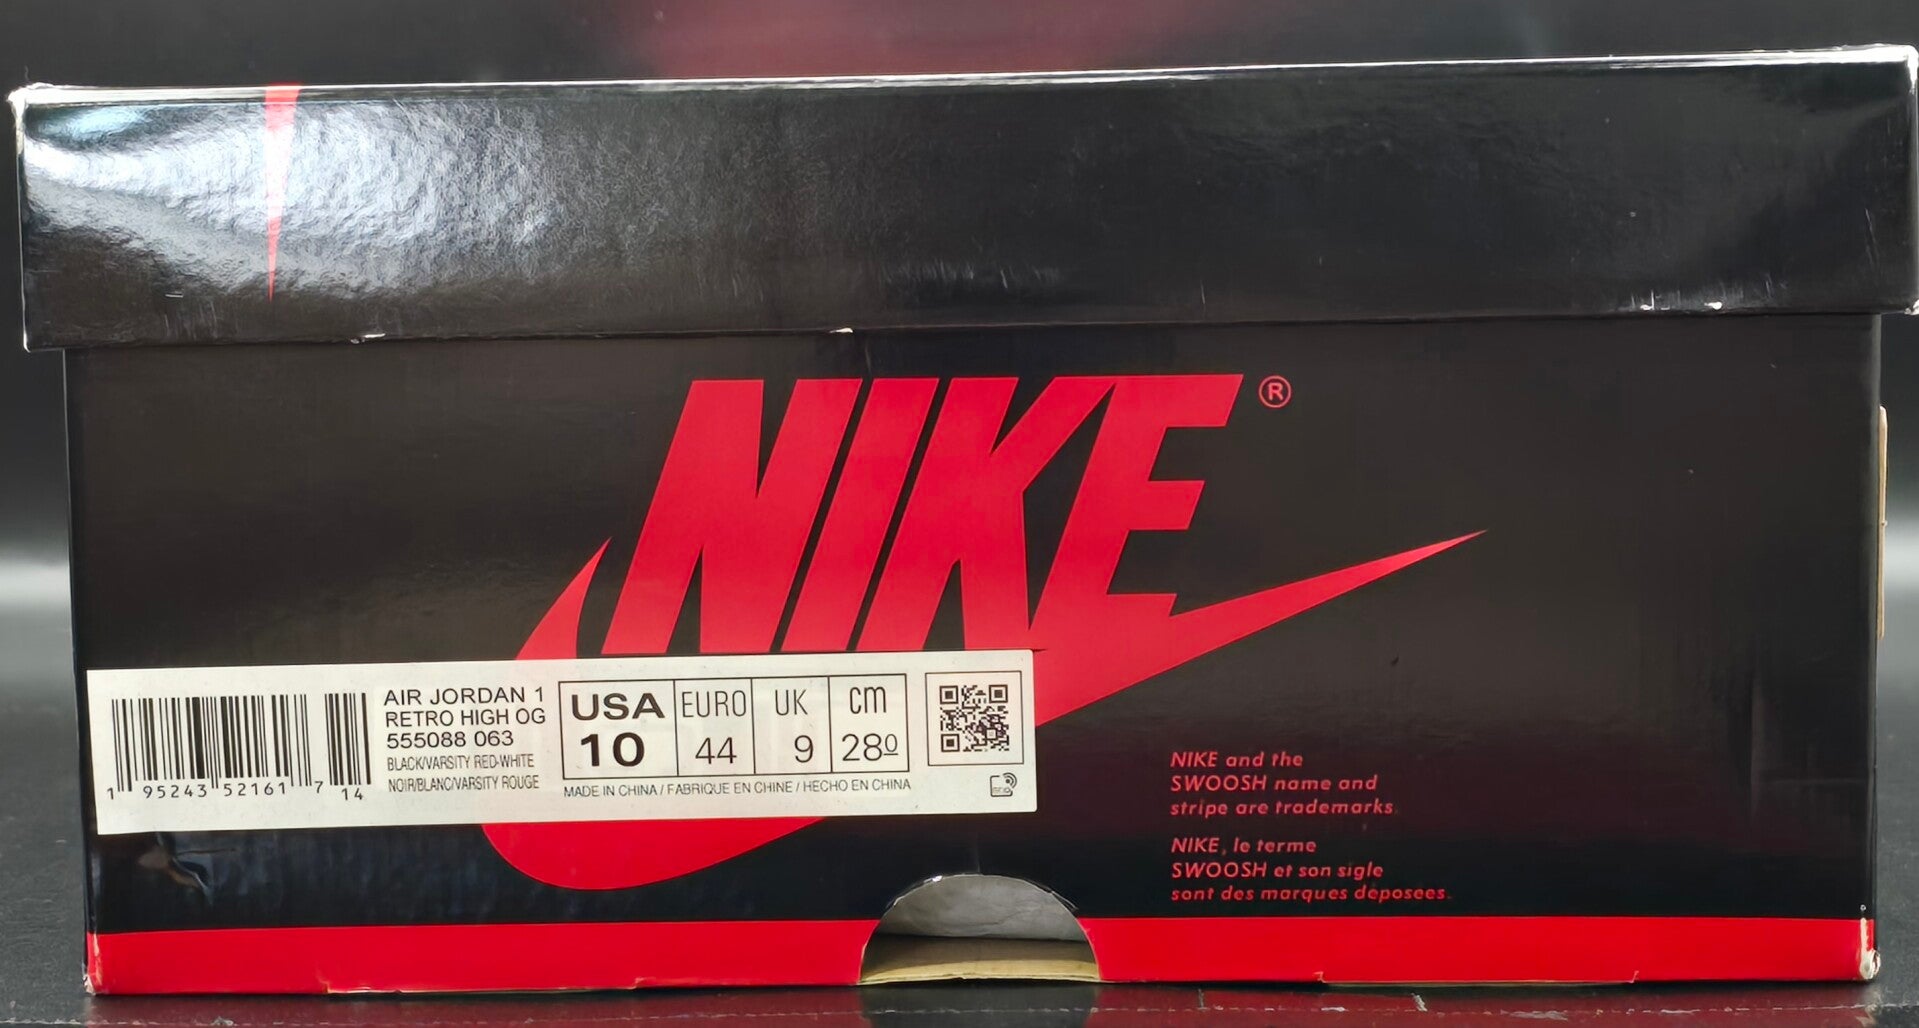 NIKE®
AIR JORDAN 1
RETRO HIGH OG
555088 063
BLACK/VARSITY RED-WHITE
NOIR/BLANC/VARSITY ROUGE
1 95243 52161 7 14
USA EURO UK cm
10 44 9 280
MADE IN CHINA / FABRIQUE EN CHINE / HECHO EN CHINA
NIKE and the
SWOOSH name and
stripe are trademarks.
NIKE, le terme
SWOOSH et son sigle
sont des marques déposees.